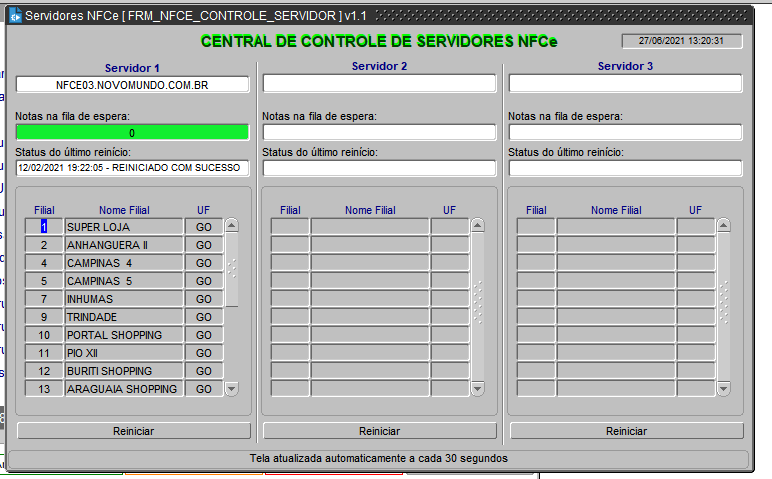 Servidores NFCe [ FRM_NFCE_CONTROLE_SERVIDOR ] v1.1
CENTRAL DE CONTROLE DE SERVIDORES NFCe
27/06/2021 13:20:31
Servidor 1
NFCE03.NOVOMUNDO.COM.BR
Notas na fila de espera:
0
Status do último reinício:
12/02/2021 19:22:05 - REINICIADO COM SUCESSO
Filial Nome Filial UF
1 SUPER LOJA GO
2 ANHANGUERA II GO
4 CAMPINAS 4 GO
5 CAMPINAS 5 GO
7 INHUMAS GO
9 TRINDADE GO
10 PORTAL SHOPPING GO
11 PIO XII GO
12 BURITI SHOPPING GO
13 ARAGUAIA SHOPPING GO
Reiniciar
Servidor 2
Notas na fila de espera:
Status do último reinício:
Filial Nome Filial UF
Reiniciar
Servidor 3
Notas na fila de espera:
Status do último reinício:
Filial Nome Filial UF
Reiniciar
Tela atualizada automaticamente a cada 30 segundos